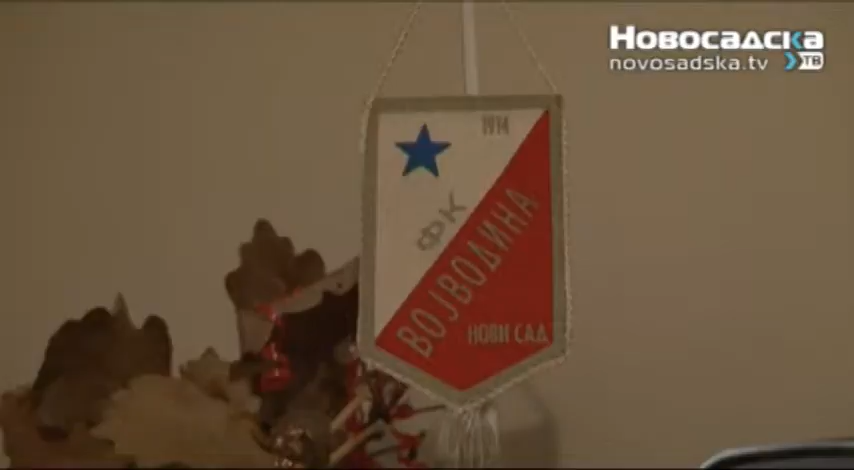 Новосадска
novosadska.tv
ТВ
1914
ФК
ВОЈВОДИНА
НОВИ САД